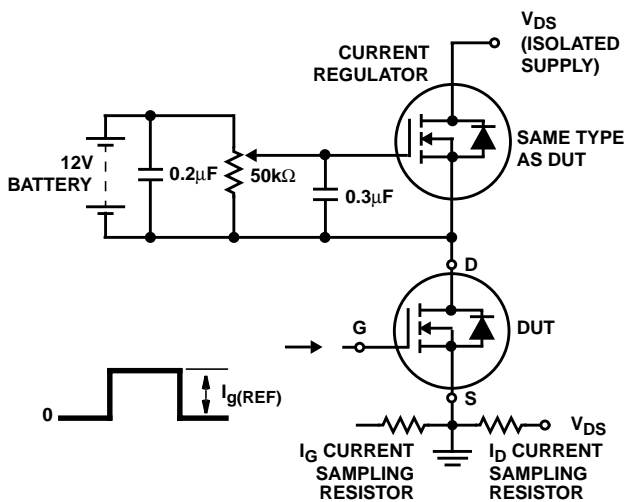 V_DS
(ISOLATED
SUPPLY)
CURRENT
REGULATOR
SAME TYPE
AS DUT
12V
BATTERY
0.2μF
50kΩ
0.3μF
D
DUT
G
I_g(REF)
0
S
V_DS
I_G CURRENT
SAMPLING
RESISTOR
I_D CURRENT
SAMPLING
RESISTOR